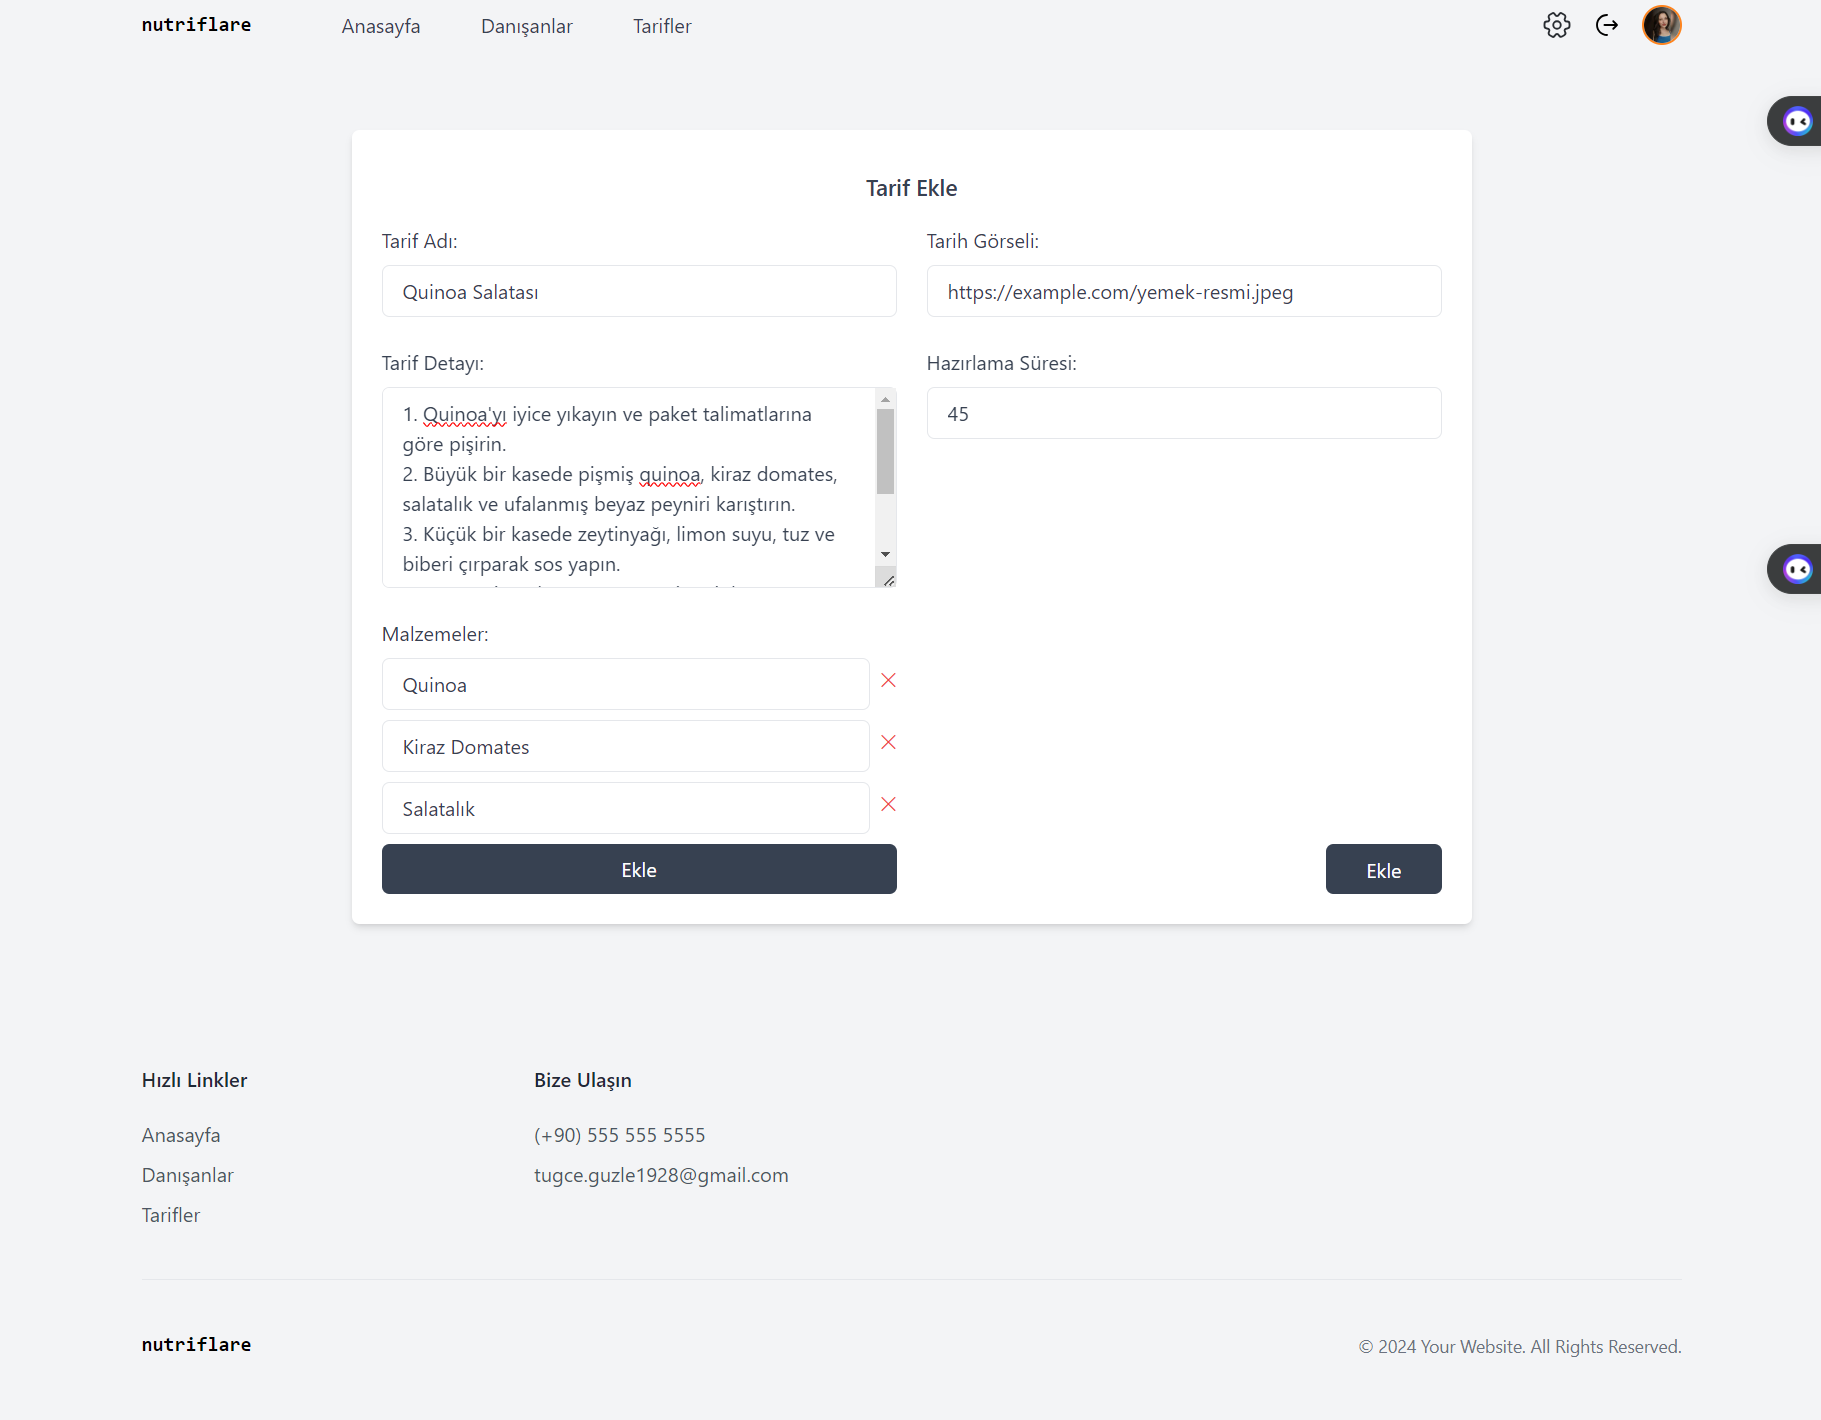 nutriflare
Anasayfa
Danışanlar
Tarifler
Tarif Ekle
Tarif Adı:
Quinoa Salatası
Tarih Görseli:
https://example.com/yemek-resmi.jpeg
Tarif Detayı:
1. Quinoa'yı iyice yıkayın ve paket talimatlarına
göre pişirin.
2. Büyük bir kasede pişmiş quinoa, kiraz domates,
salatalık ve ufalanmış beyaz peyniri karıştırın.
3. Küçük bir kasede zeytinyağı, limon suyu, tuz ve
biberi çırparak sos yapın.
Hazırlama Süresi:
45
Malzemeler:
Quinoa
Kiraz Domates
Salatalık
Ekle
Ekle
Hızlı Linkler
Anasayfa
Danışanlar
Tarifler
Bize Ulaşın
(+90) 555 555 5555
tugce.guzle1928@gmail.com
nutriflare
© 2024 Your Website. All Rights Reserved.